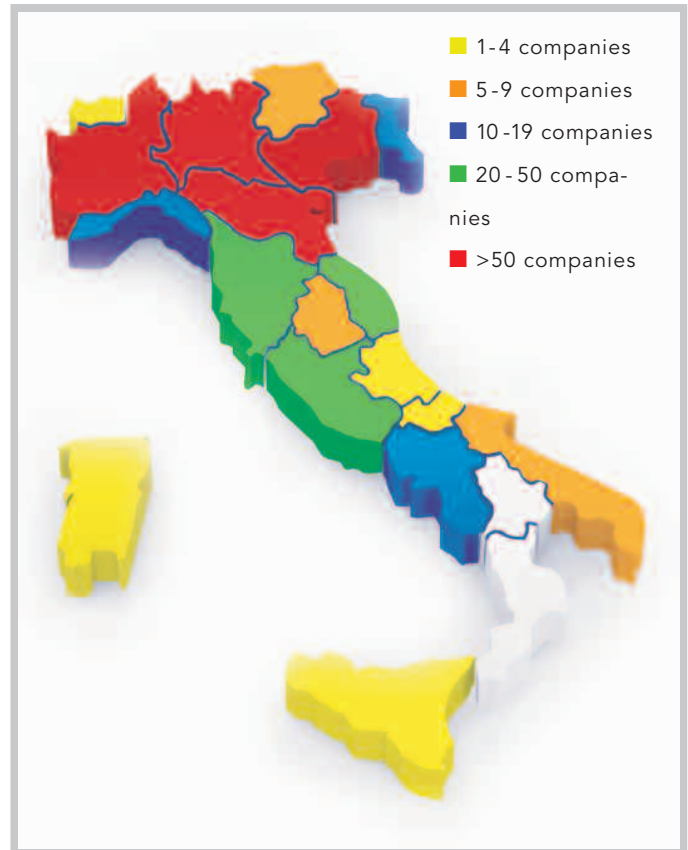 1-4 companies
5-9 companies
10-19 companies
20-50 compa-
nies
>50 companies